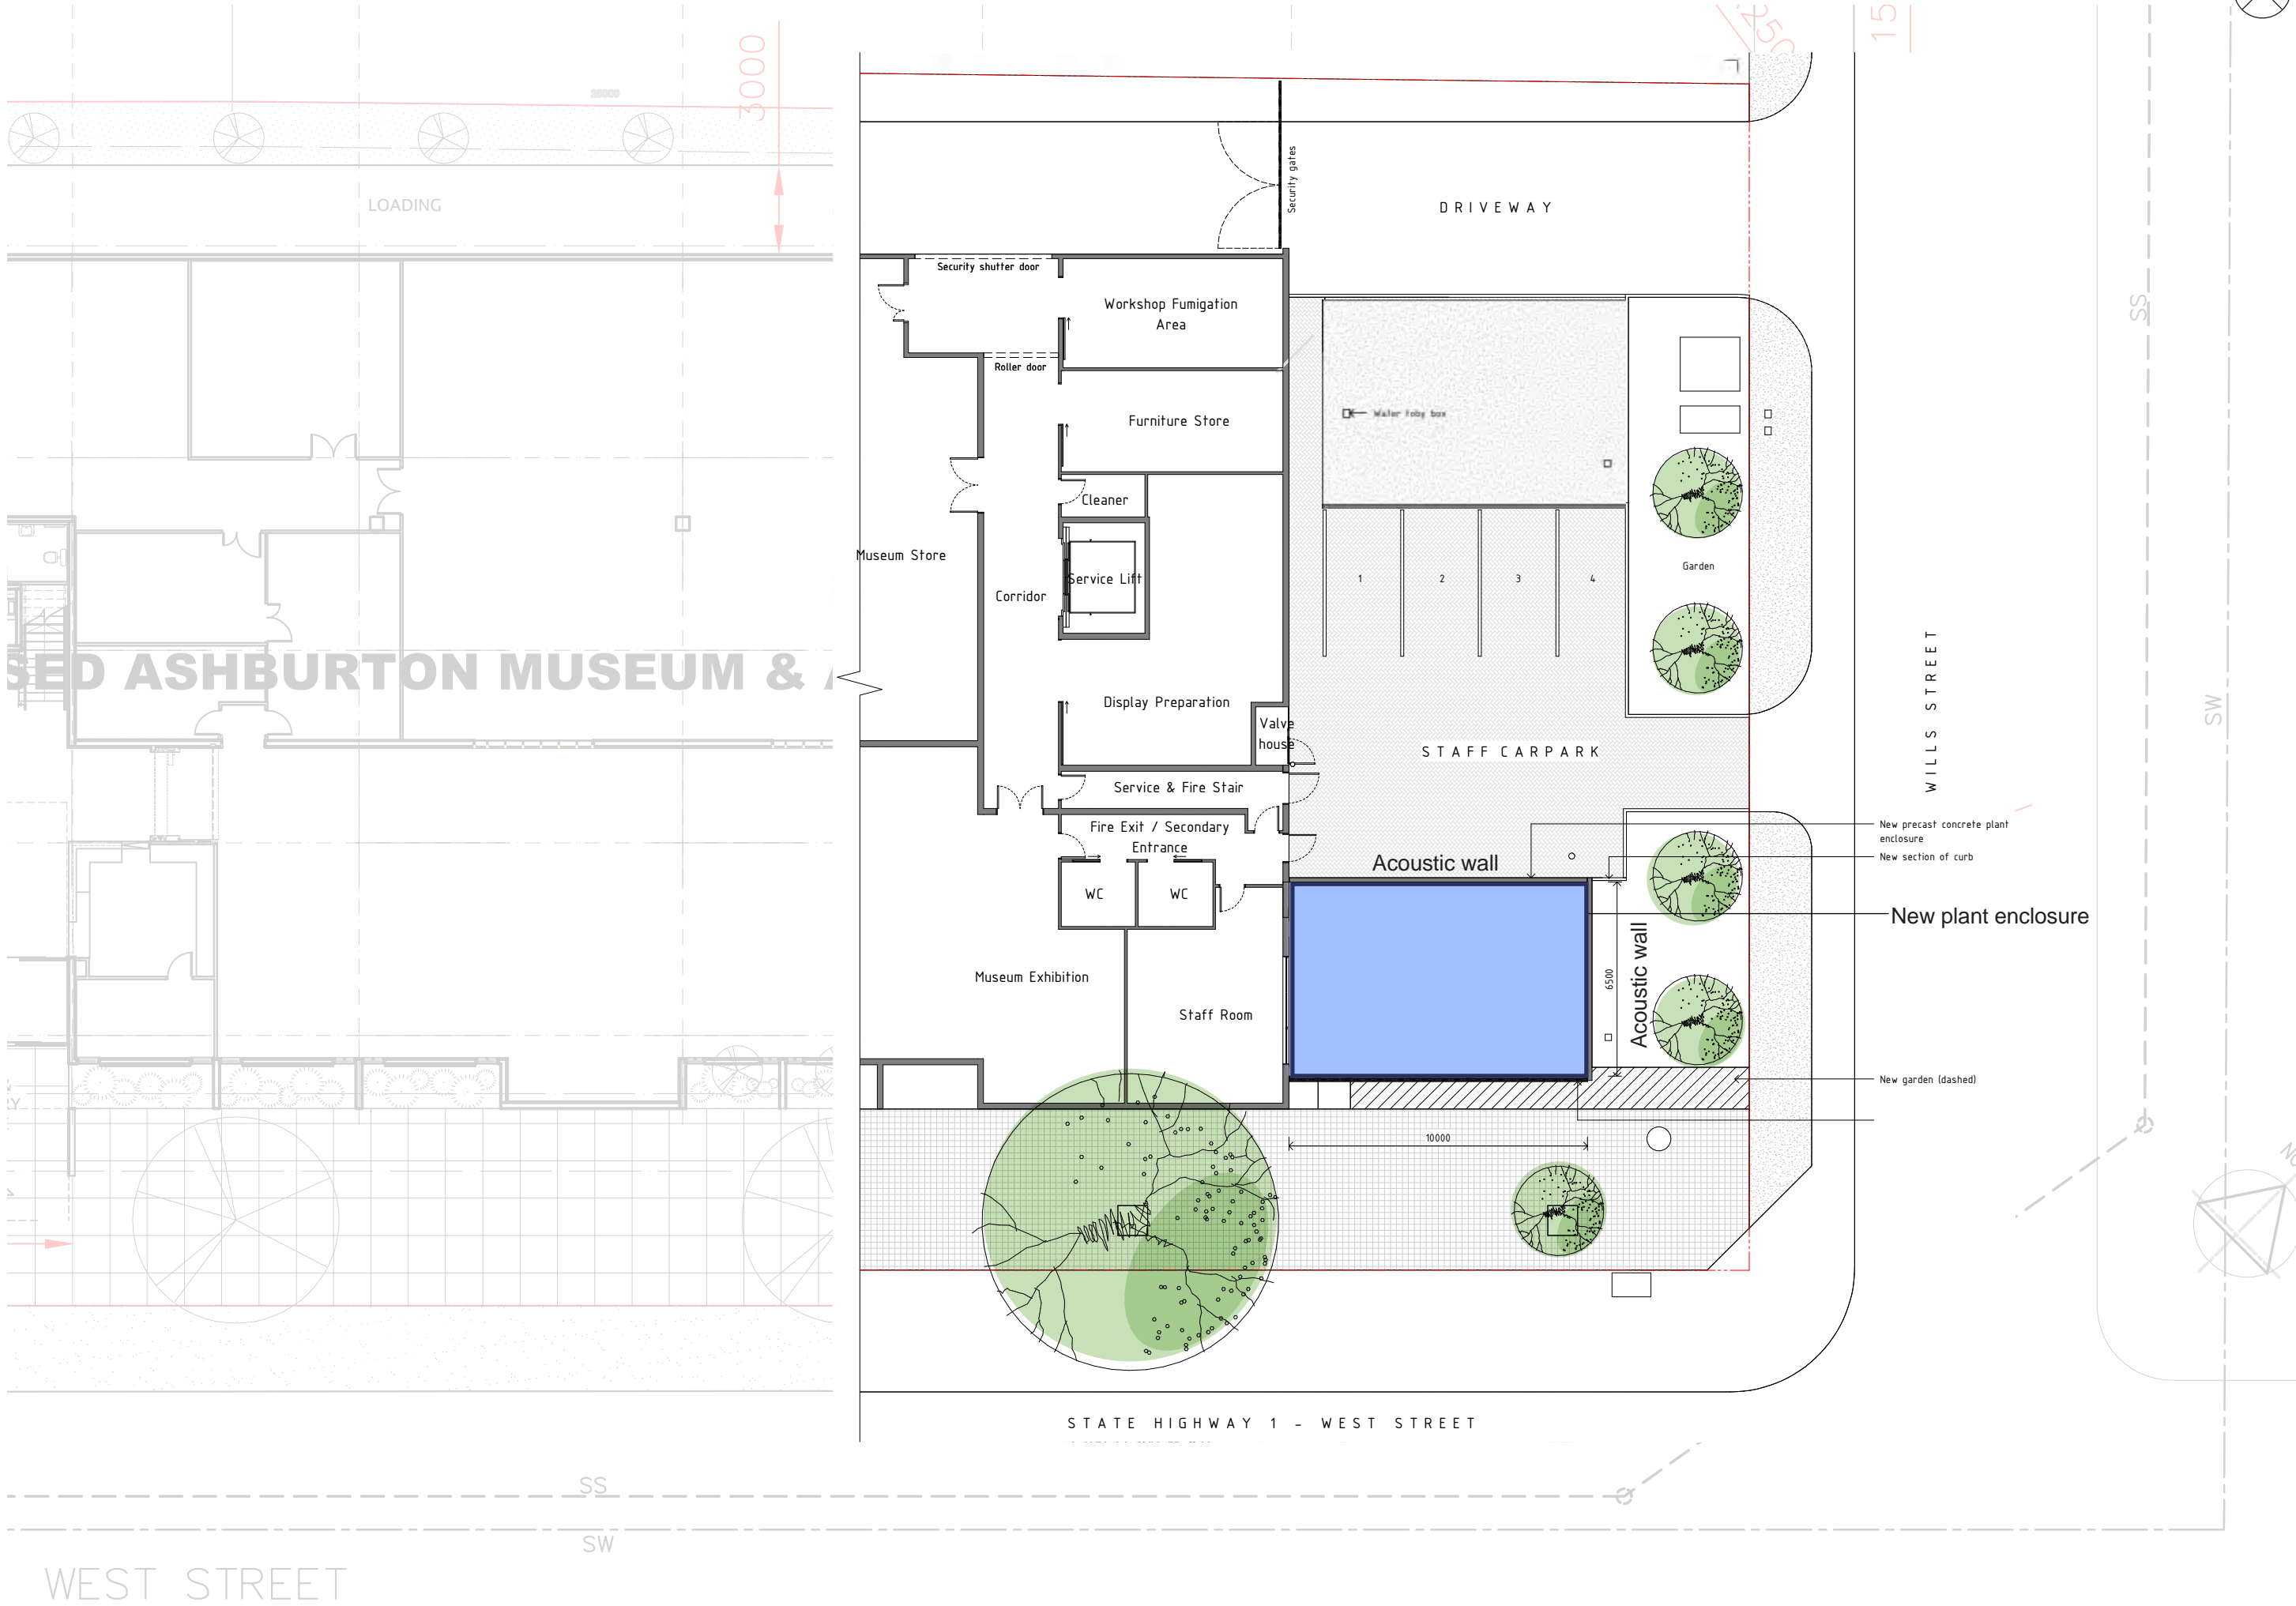 3000
15
LOADING
Security gates
DRIVEWAY
Security shutter door
Workshop Fumigation
Area
Roller door
Furniture Store
Water toby box
Cleaner
Museum Store
Service Lift
Corridor
1
2
3
4
Garden
SED ASHBURTON MUSEUM &
Display Preparation
Valve
house
STAFF CARPARK
WILLS STREET
SS
SW
Service & Fire Stair
Fire Exit / Secondary
Entrance
New precast concrete plant
enclosure
New section of curb
Acoustic wall
WC
WC
New plant enclosure
Acoustic wall
6500
Museum Exhibition
Staff Room
New garden (dashed)
10000
STATE HIGHWAY 1 - WEST STREET
SS
SW
WEST STREET